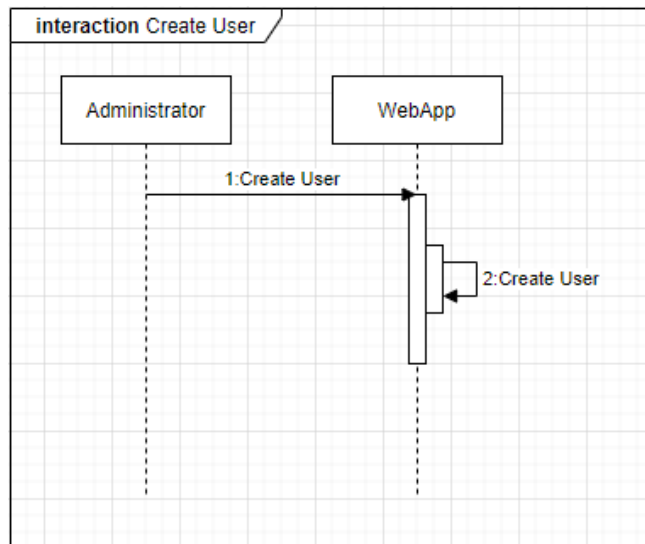 interaction Create User
Administrator
WebApp
1:Create User
2:Create User